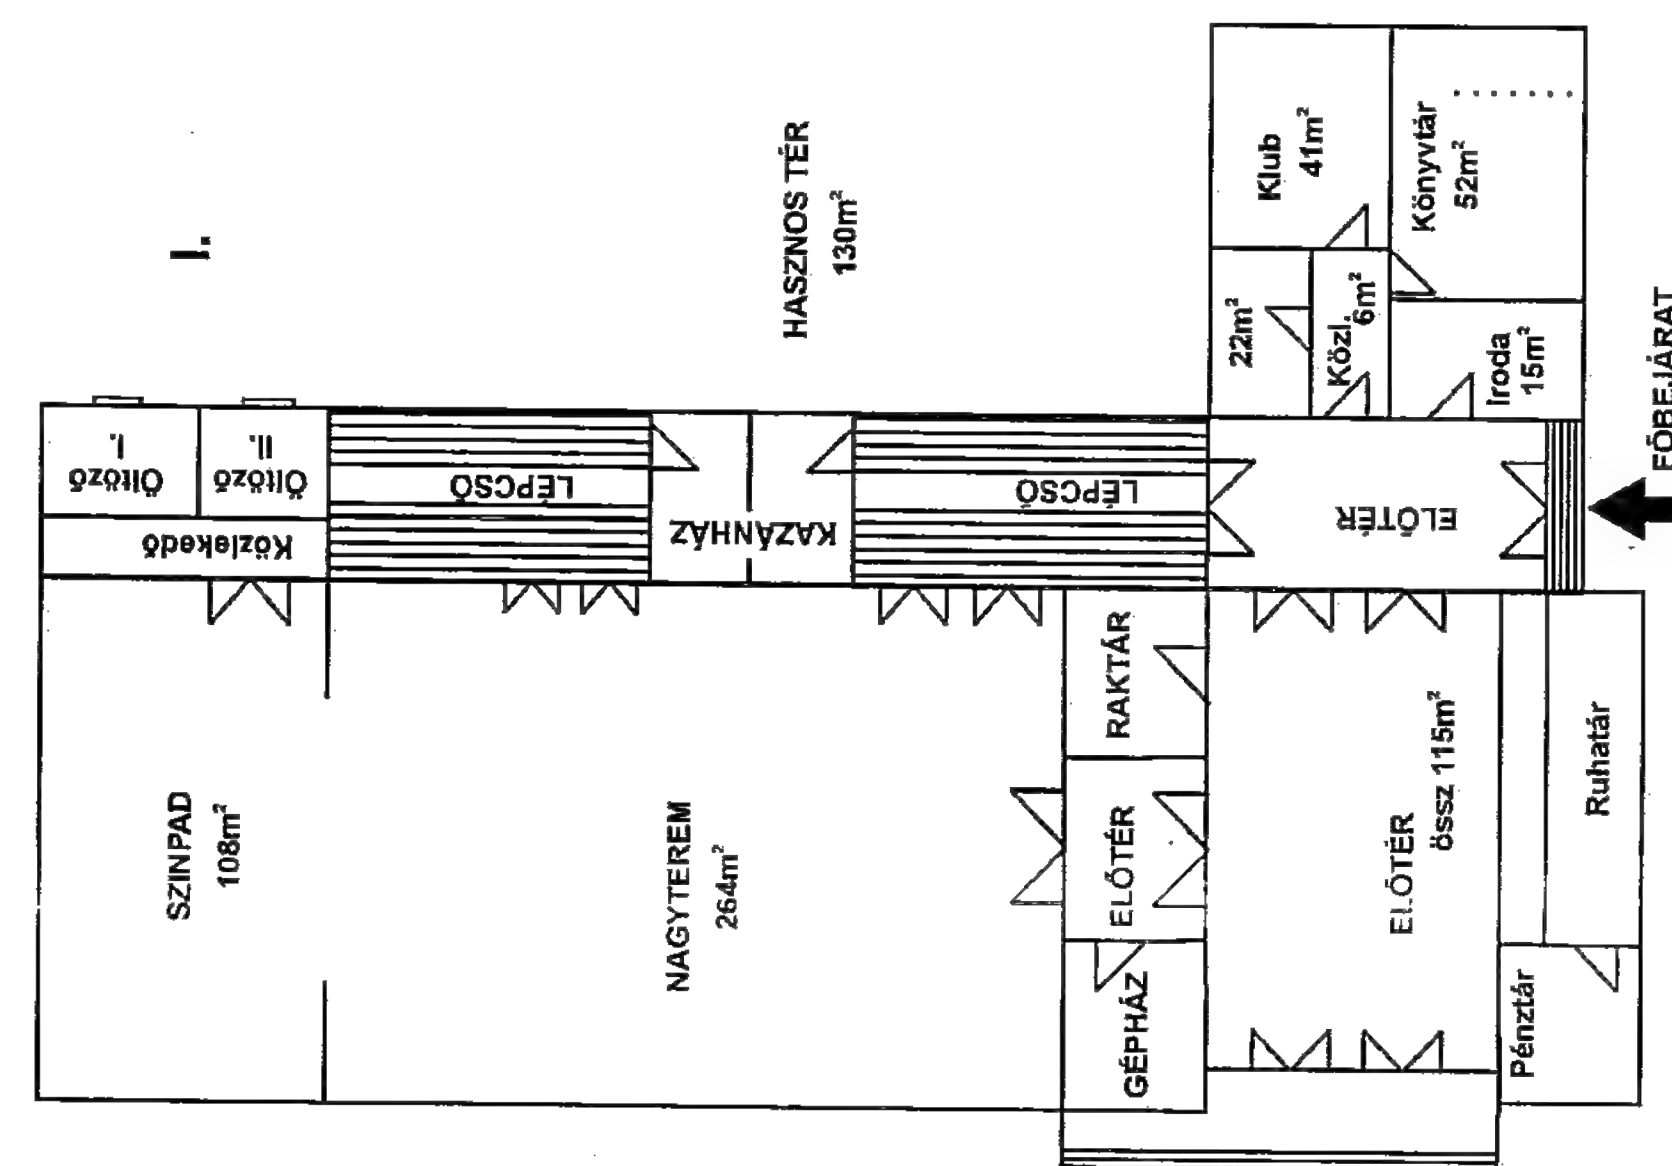 I.
Öltöző
I.
Öltöző
II.
Közlekedő
LÉPCSŐ
KAZÁNHÁZ
LÉPCSŐ
ELŐTÉR
HASZNOS TÉR
130m²
Klub
41m²
Könyvtár
52m²
22m²
Közl.
6m²
Iroda
15m²
FŐBEJÁRAT
SZINPAD
108m²
NAGYTEREM
264m²
RAKTÁR
ELŐTÉR
GÉPHÁZ
ELŐTÉR
össz 115m²
Ruhatár
Pénztár